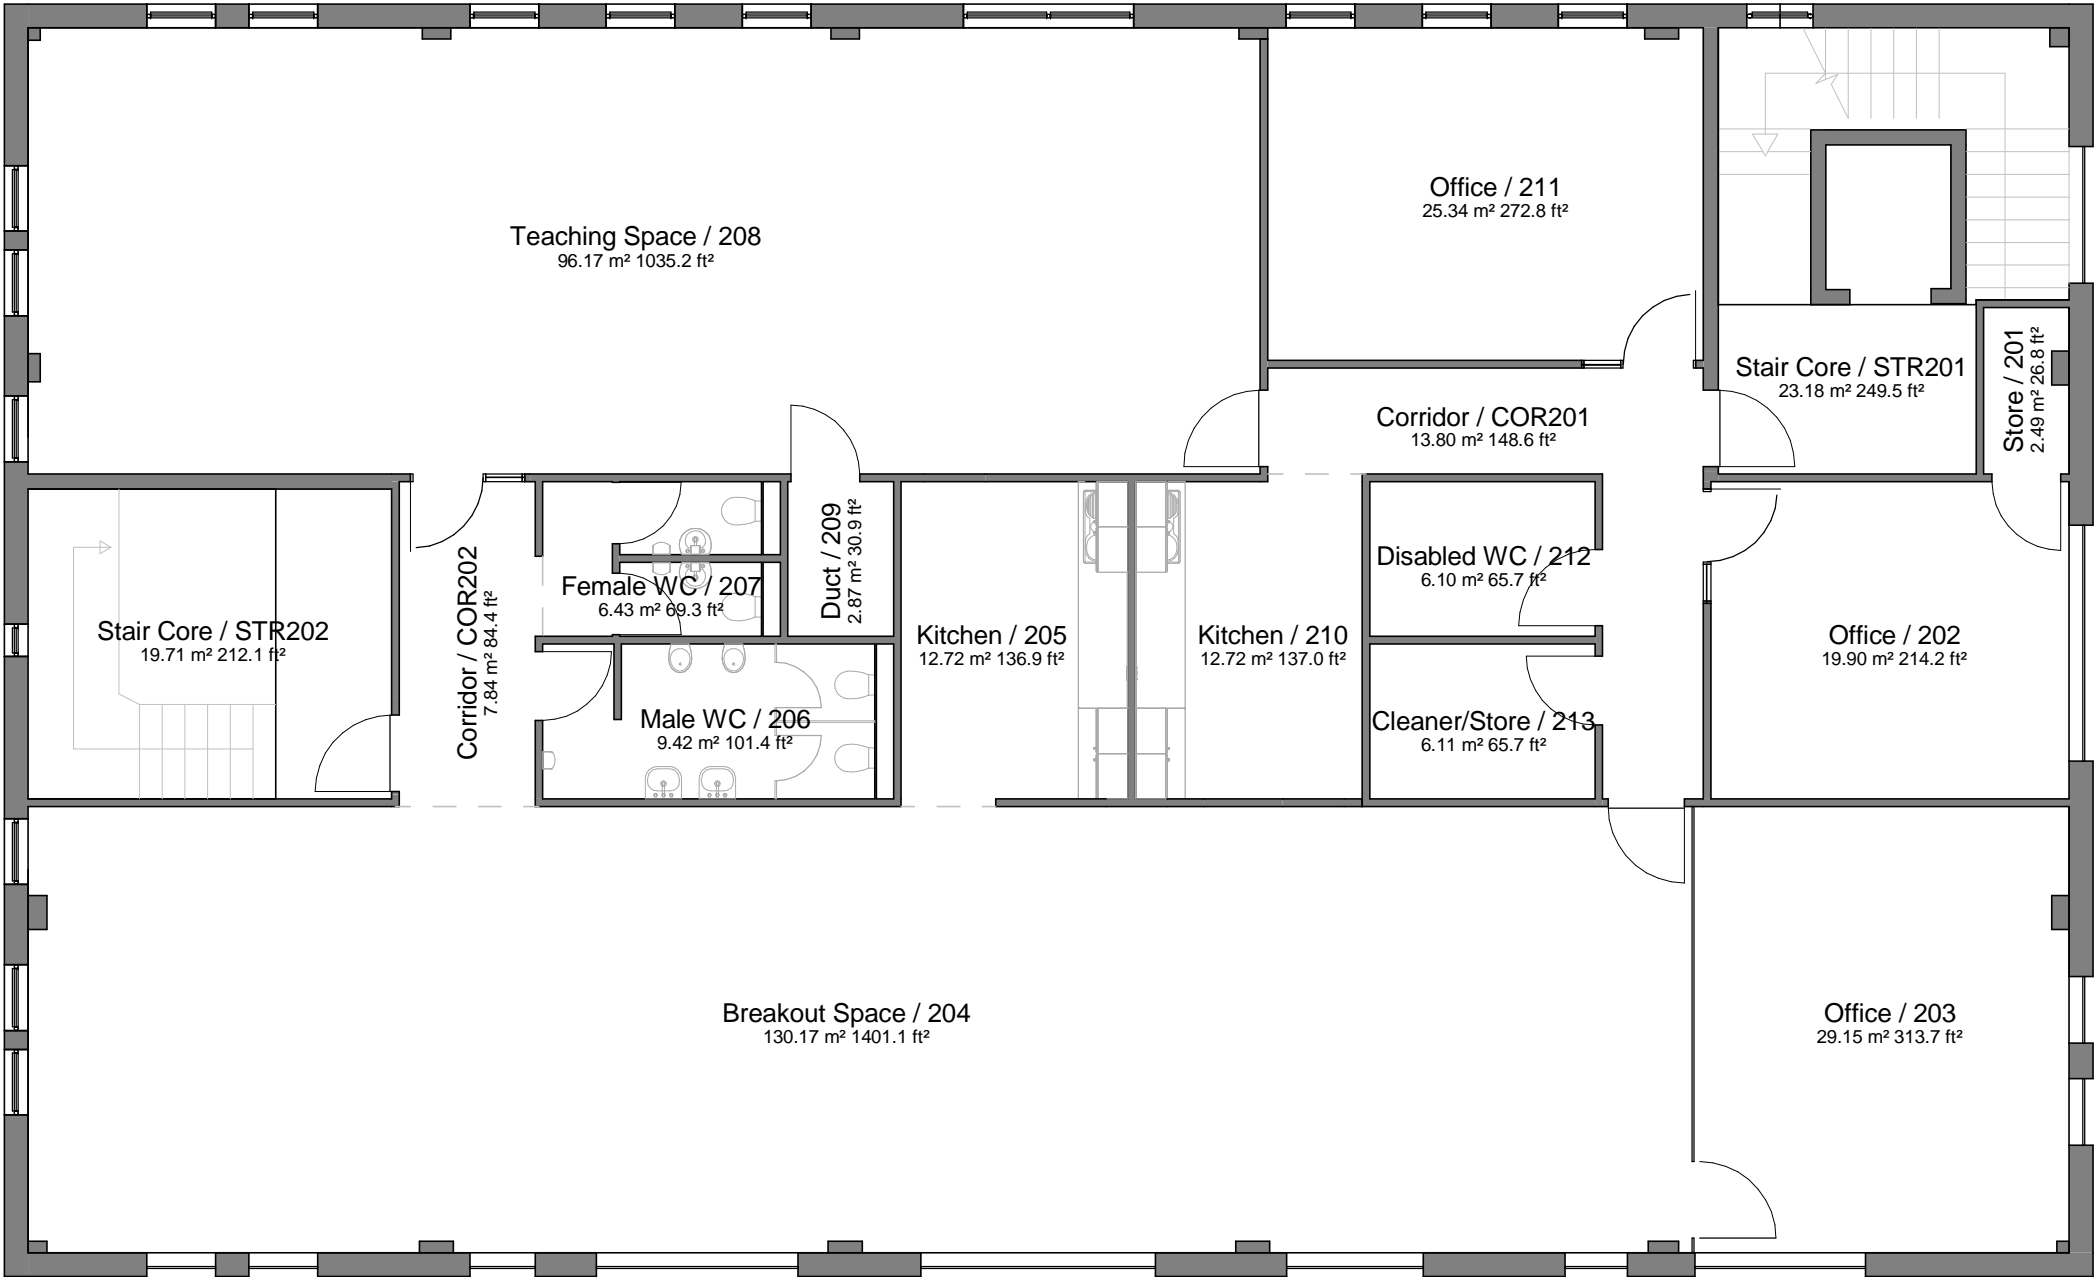 Office / 211
25.34 m² 272.8 ft²
Teaching Space / 208
96.17 m² 1035.2 ft²
Stair Core / STR201
23.18 m² 249.5 ft²
Store / 201
2.49 m² 26.8 ft²
Corridor / COR201
13.80 m² 148.6 ft²
Duct / 209
2.87 m² 30.9 ft²
Disabled WC / 212
6.10 m² 65.7 ft²
Female WC / 207
6.43 m² 69.3 ft²
Corridor / COR202
7.84 m² 84.4 ft²
Stair Core / STR202
19.71 m² 212.1 ft²
Kitchen / 205
12.72 m² 136.9 ft²
Kitchen / 210
12.72 m² 137.0 ft²
Office / 202
19.90 m² 214.2 ft²
Male WC / 206
9.42 m² 101.4 ft²
Cleaner/Store / 213
6.11 m² 65.7 ft²
Breakout Space / 204
130.17 m² 1401.1 ft²
Office / 203
29.15 m² 313.7 ft²